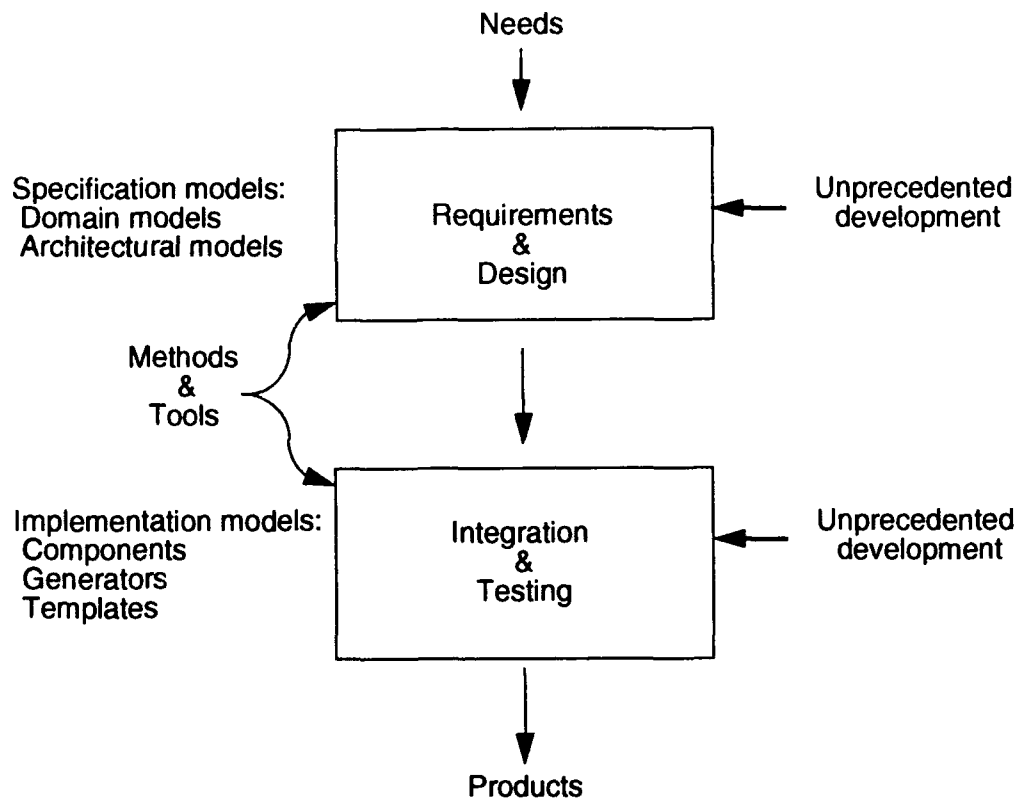 Needs
Specification models:
Domain models
Architectural models
Requirements
&
Design
Unprecedented
development
Methods
&
Tools
Implementation models:
Components
Generators
Templates
Integration
&
Testing
Unprecedented
development
Products